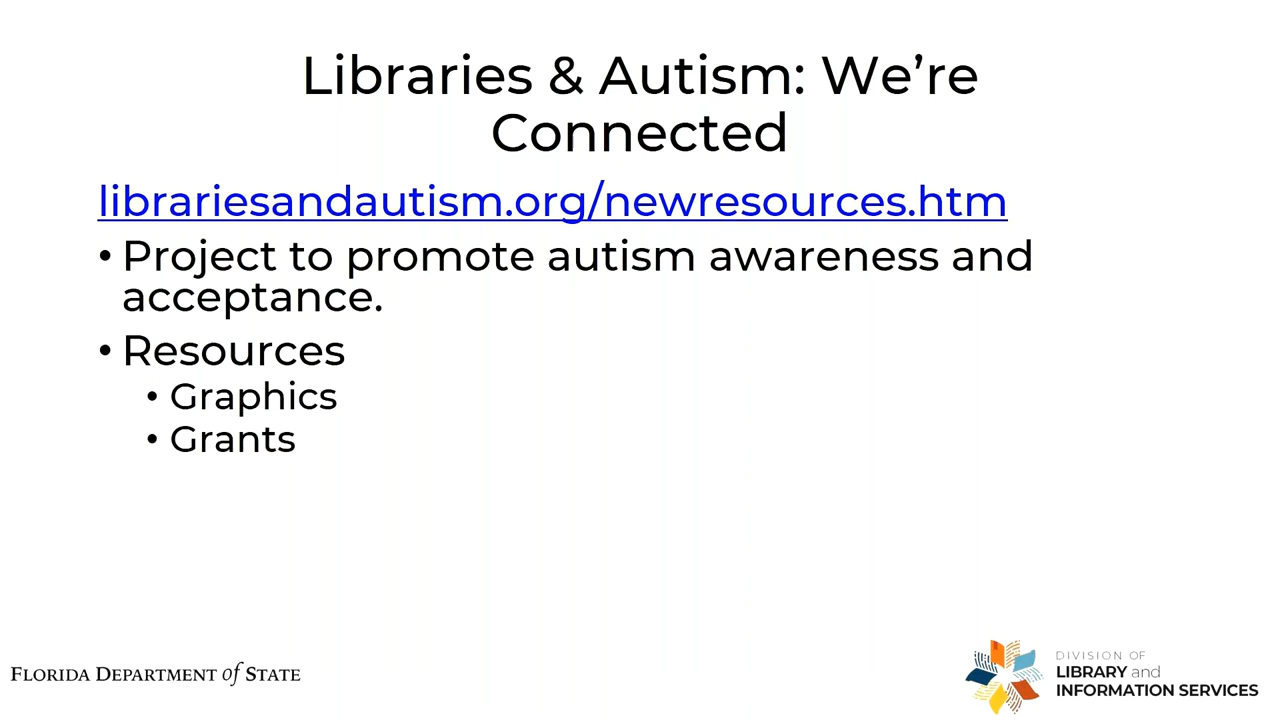 Libraries & Autism: We’re
Connected
librariesandautism.org/newresources.htm
• Project to promote autism awareness and
acceptance.
• Resources
• Graphics
• Grants
FLORIDA DEPARTMENT of STATE
DIVISION OF
LIBRARY and
INFORMATION SERVICES